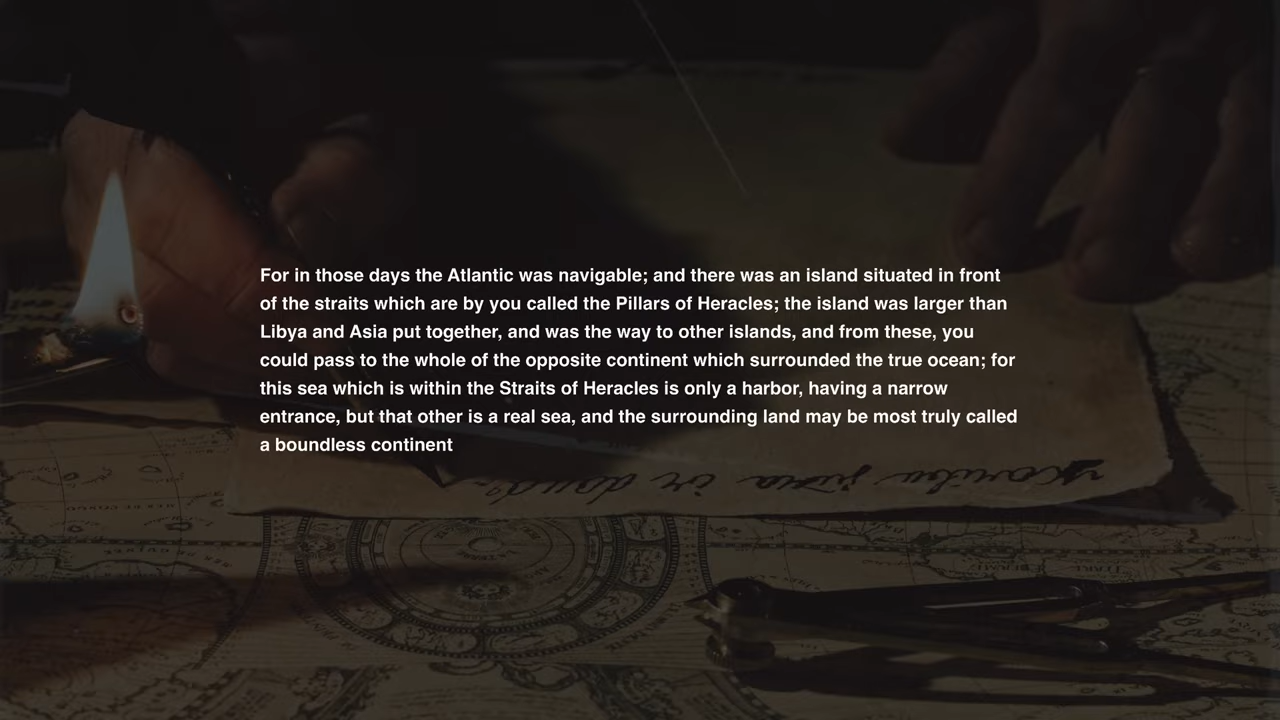 For in those days the Atlantic was navigable; and there was an island situated in front
of the straits which are by you called the Pillars of Heracles; the island was larger than
Libya and Asia put together, and was the way to other islands, and from these, you
could pass to the whole of the opposite continent which surrounded the true ocean; for
this sea which is within the Straits of Heracles is only a harbor, having a narrow
entrance, but that other is a real sea, and the surrounding land may be most truly called
a boundless continent